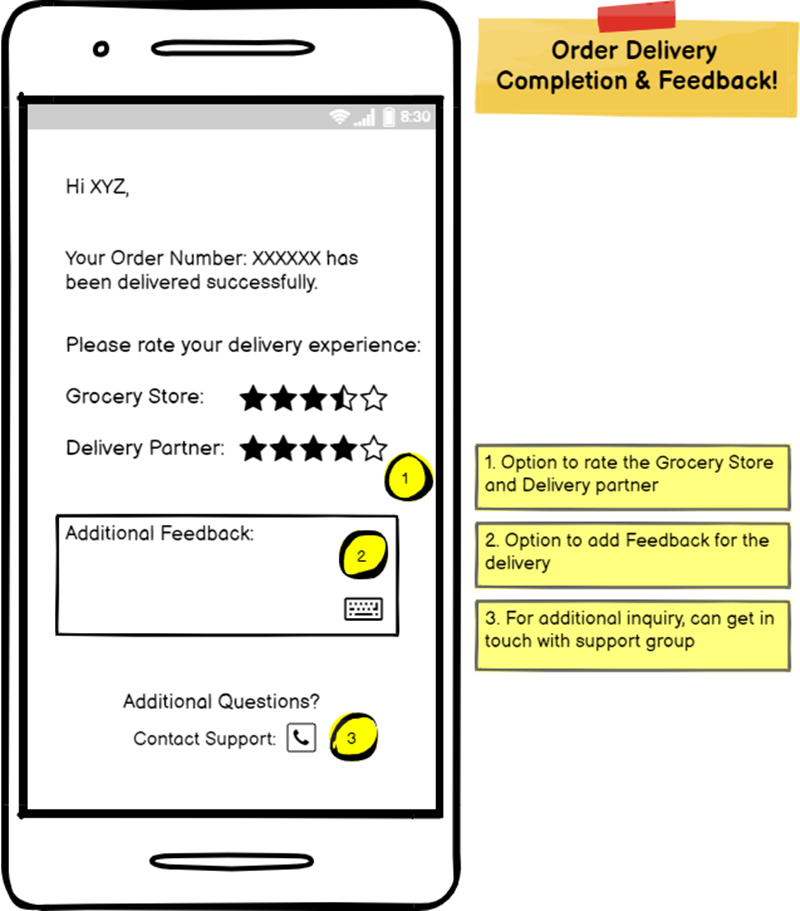 Order Delivery
Completion & Feedback!
8:30
Hi XYZ,
Your Order Number: XXXXXX has
been delivered successfully.
Please rate your delivery experience:
Grocery Store:
Delivery Partner:
1
Additional Feedback:
2
Additional Questions?
Contact Support:
3
1. Option to rate the Grocery Store
and Delivery partner
2. Option to add Feedback for the
delivery
3. For additional inquiry, can get in
touch with support group